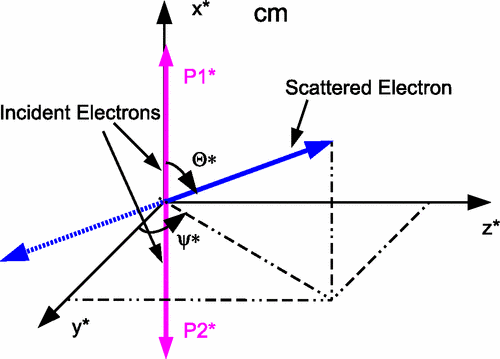 x*
cm
P1*
Incident Electrons
Scattered Electron
Θ*
z*
ψ*
y*
P2*